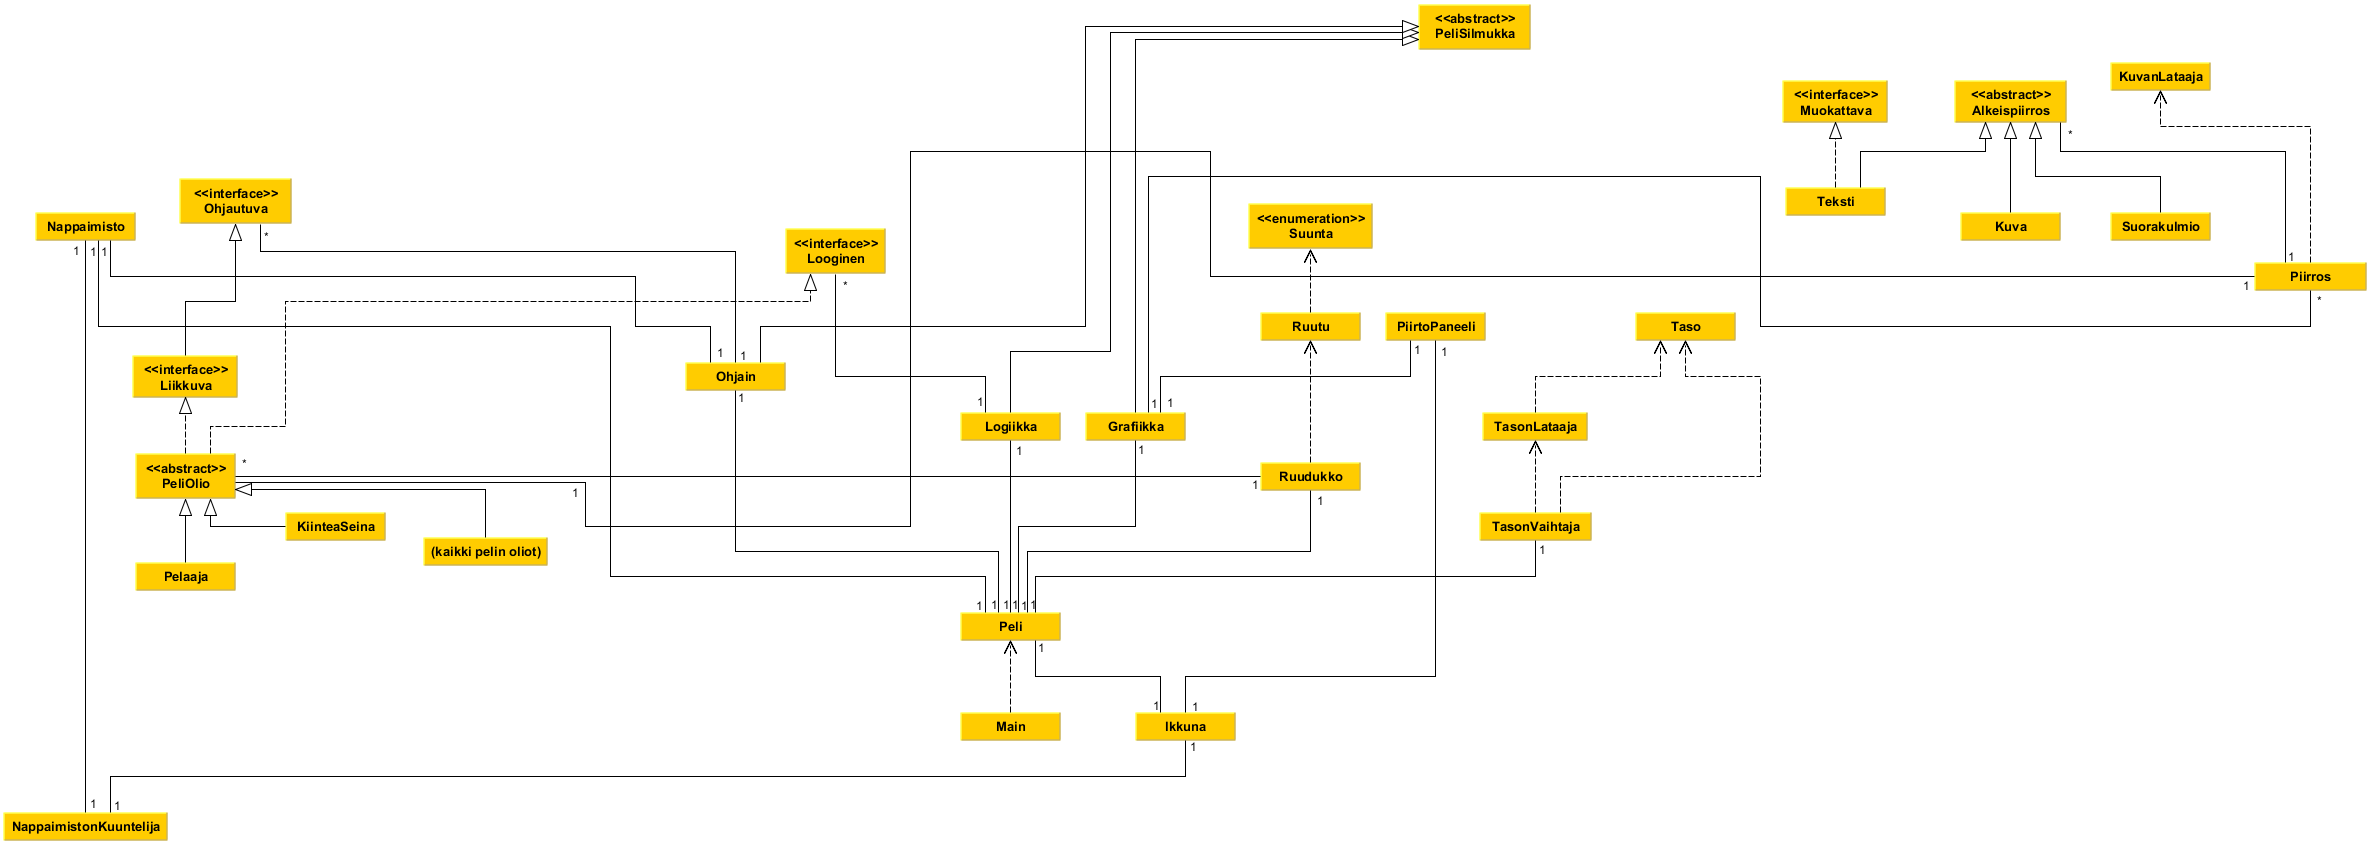 <<abstract>>
PeliSilmukka
KuvanLataaja
<<interface>>
Muokattava
<<abstract>>
Alkeispiirros
*
<<interface>>
Ohjautuva
Teksti
Nappaimisto
<<enumeration>>
Suunta
Kuva
Suorakulmio
*
<<interface>>
Looginen
1
1
1
1
Piirros
*
1
*
Ruutu
PiirtoPaneeli
Taso
1
1
1
1
<<interface>>
Liikkuva
Ohjain
1
1
1
1
Logiikka
Grafiikka
TasonLataaja
1
1
*
<<abstract>>
PeliOlio
1
Ruudukko
1
1
KiinteaSeina
TasonVaihtaja
(kaikki pelin oliot)
1
Pelaaja
1
1
1
1
1
1
Peli
1
1
1
Main
Ikkuna
1
1
1
NappaimistonKuuntelija